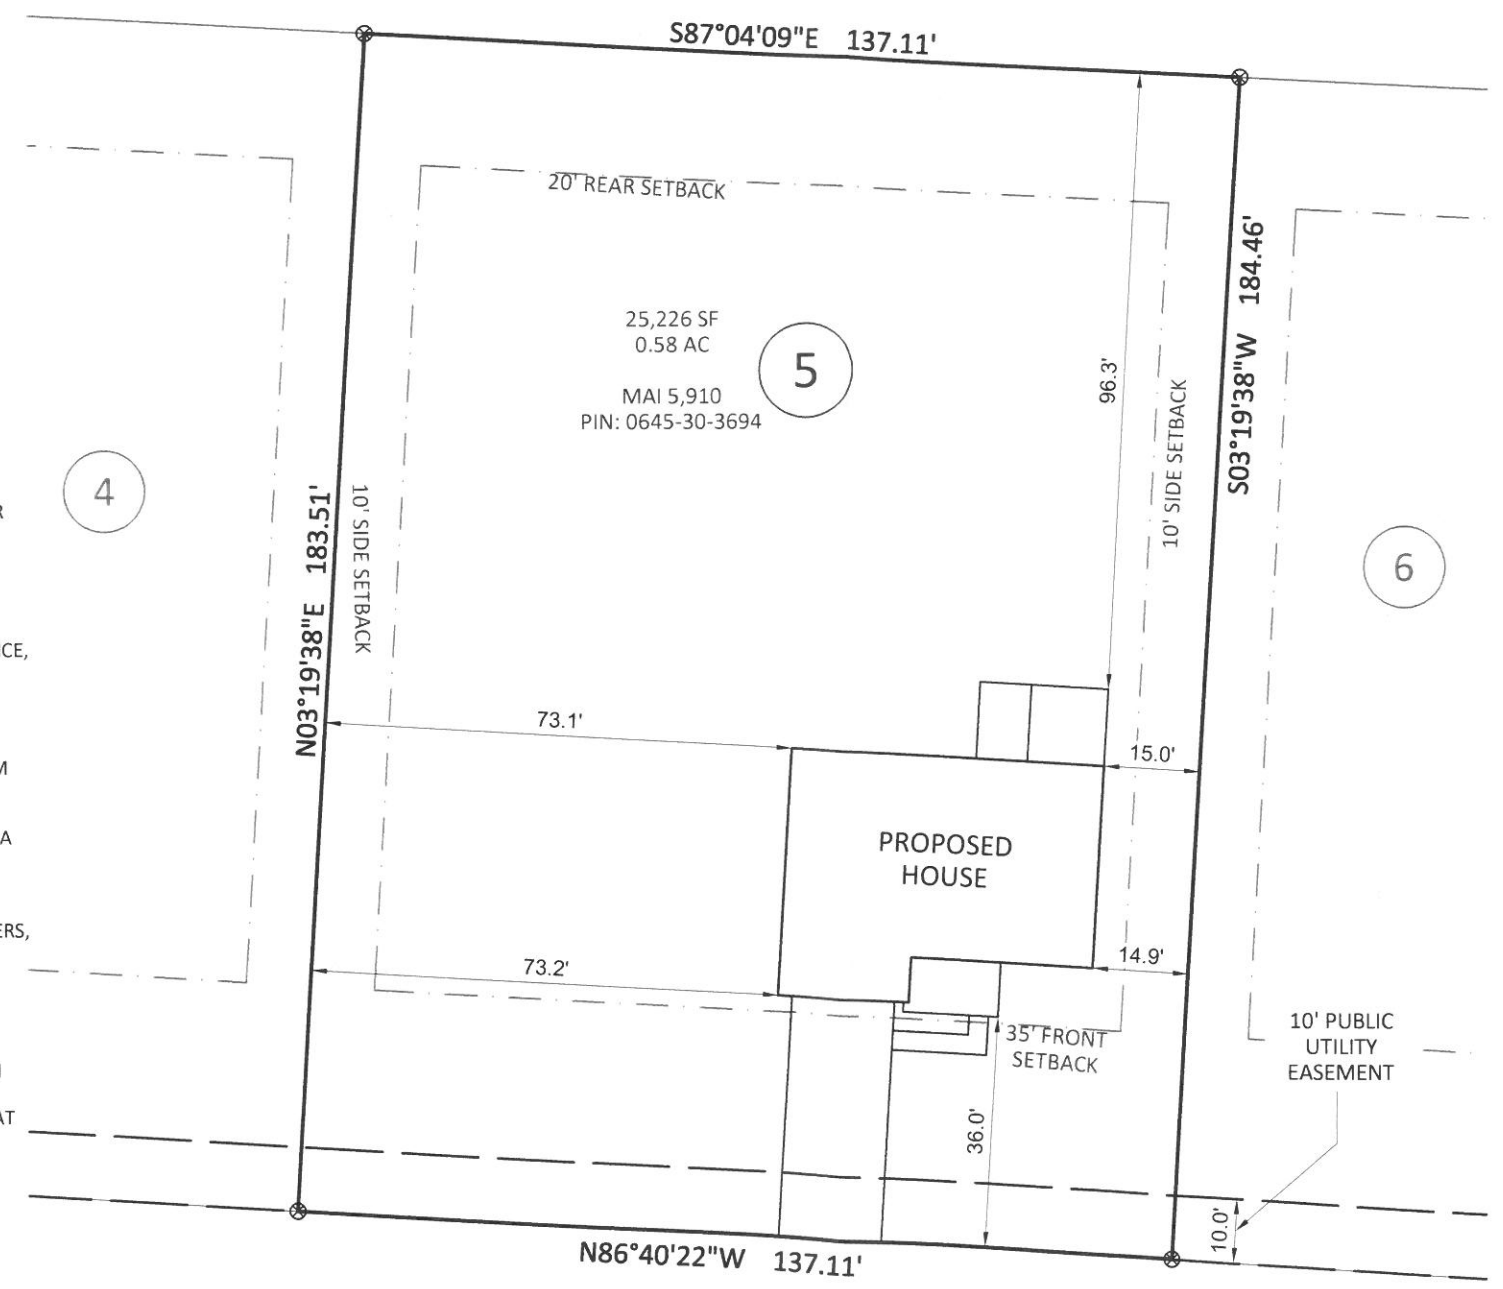 S87°04'09"E 137.11'
20' REAR SETBACK
25,226 SF
0.58 AC
5
MAI 5,910
PIN: 0645-30-3694
96.3'
10' SIDE SETBACK
S03°19'38"W 184.46'
4
R
N03°19'38"E 183.51'
10' SIDE SETBACK
6
ICE,
73.1'
15.0'
M
A
PROPOSED
HOUSE
ERS,
73.2'
14.9'
35' FRONT
SETBACK
10' PUBLIC
UTILITY
EASEMENT
AT
36.0'
10.0'
N86°40'22"W 137.11'